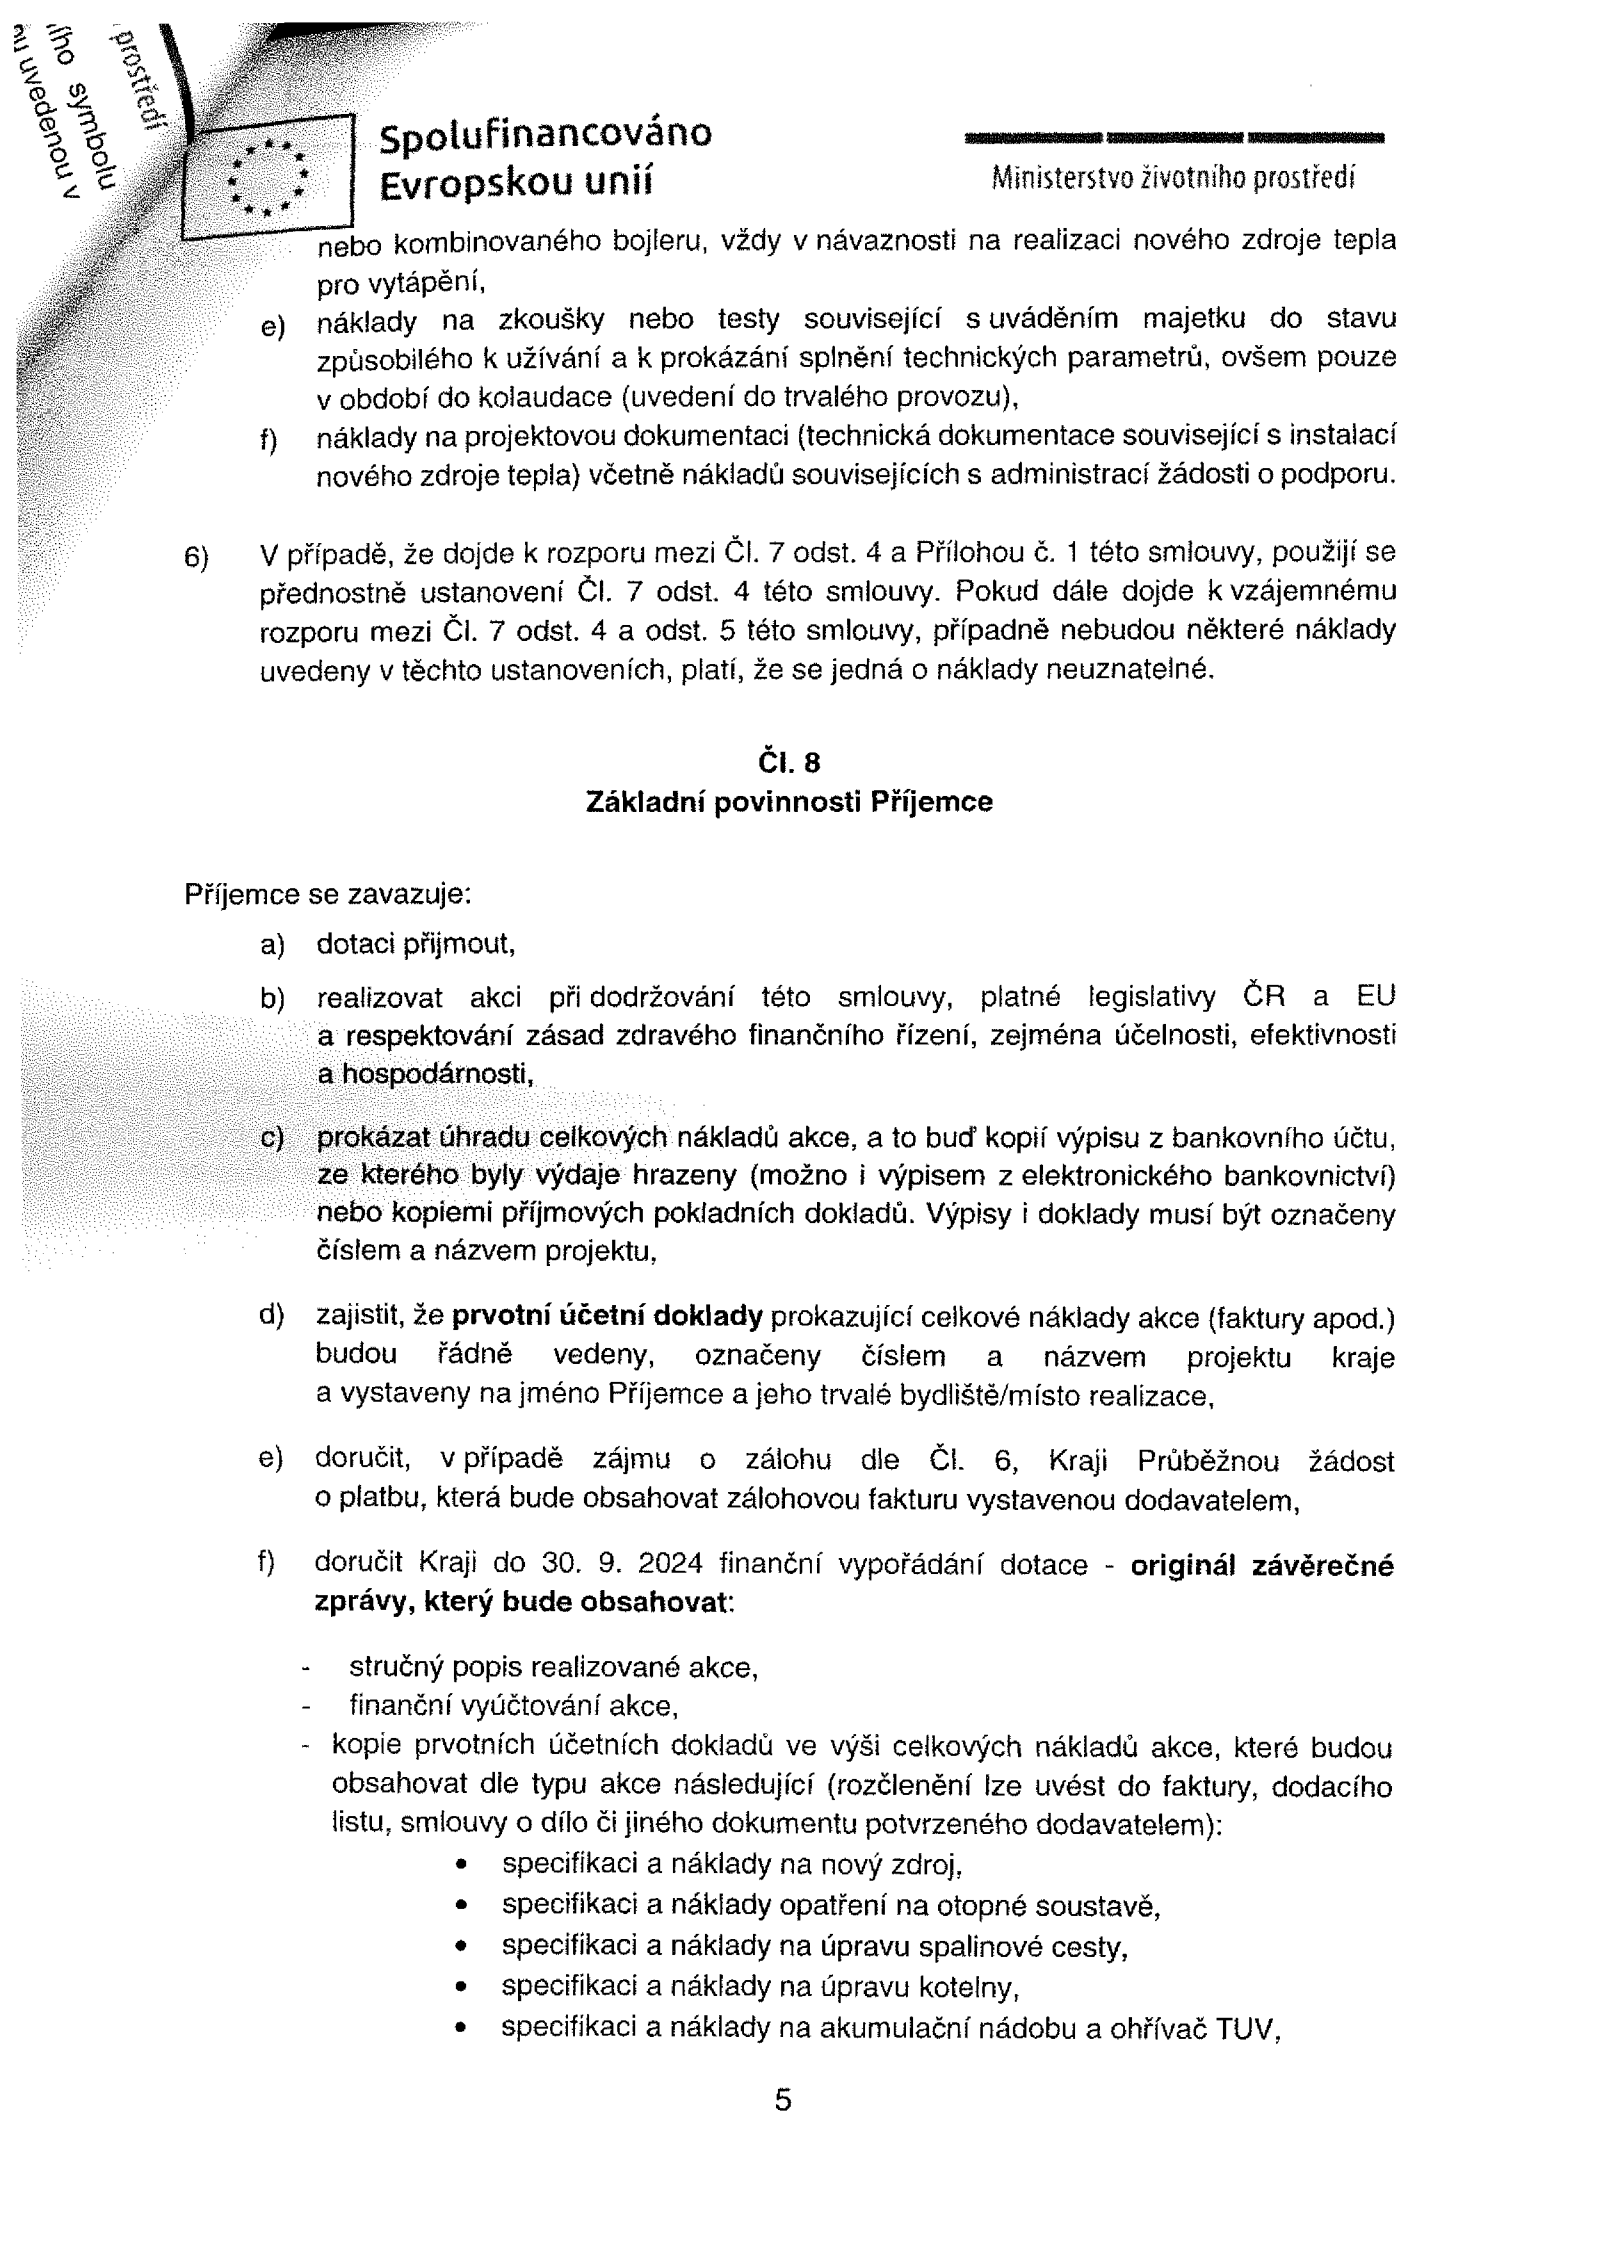 prostředí
symbolu
uvedenou v
Spolufinancováno
Evropskou unií
Ministerstvo životního prostředí
nebo kombinovaného bojleru, vždy v návaznosti na realizaci nového zdroje tepla
pro vytápění,
e) náklady na zkoušky nebo testy související s uváděním majetku do stavu
způsobilého k užívání a k prokázání splnění technických parametrů, ovšem pouze
v období do kolaudace (uvedení do trvalého provozu),
f) náklady na projektovou dokumentaci (technická dokumentace související s instalací
nového zdroje tepla) včetně nákladů souvisejících s administrací žádosti o podporu.
6) V případě, že dojde k rozporu mezi Čl. 7 odst. 4 a Přílohou č. 1 této smlouvy, použijí se
přednostně ustanovení Čl. 7 odst. 4 této smlouvy. Pokud dále dojde k vzájemnému
rozporu mezi Čl. 7 odst. 4 a odst. 5 této smlouvy, případně nebudou některé náklady
uvedeny v těchto ustanoveních, platí, že se jedná o náklady neuznatelné.
Čl. 8
Základní povinnosti Příjemce
Příjemce se zavazuje:
a) dotaci přijmout,
b) realizovat akci při dodržování této smlouvy, platné legislativy ČR a EU
a respektování zásad zdravého finančního řízení, zejména účelnosti, efektivnosti
a hospodárnosti,
c) prokázat úhradu celkových nákladů akce, a to buď kopií výpisu z bankovního účtu,
ze kterého byly výdaje hrazeny (možno i výpisem z elektronického bankovnictví)
nebo kopiemi příjmových pokladních dokladů. Výpisy i doklady musí být označeny
číslem a názvem projektu,
d) zajistit, že prvotní účetní doklady prokazující celkové náklady akce (faktury apod.)
budou řádně vedeny, označeny číslem a názvem projektu kraje
a vystaveny na jméno Příjemce a jeho trvalé bydliště/místo realizace,
e) doručit, v případě zájmu o zálohu dle Čl. 6, Kraji Průběžnou žádost
o platbu, která bude obsahovat zálohovou fakturu vystavenou dodavatelem,
f) doručit Kraji do 30. 9. 2024 finanční vypořádání dotace - originál závěrečné
zprávy, který bude obsahovat:
- stručný popis realizované akce,
- finanční vyúčtování akce,
- kopie prvotních účetních dokladů ve výši celkových nákladů akce, které budou
obsahovat dle typu akce následující (rozčlenění lze uvést do faktury, dodacího
listu, smlouvy o dílo či jiného dokumentu potvrzeného dodavatelem):
• specifikaci a náklady na nový zdroj,
• specifikaci a náklady opatření na otopné soustavě,
• specifikaci a náklady na úpravu spalinové cesty,
• specifikaci a náklady na úpravu kotelny,
• specifikaci a náklady na akumulační nádobu a ohřívač TUV,
5